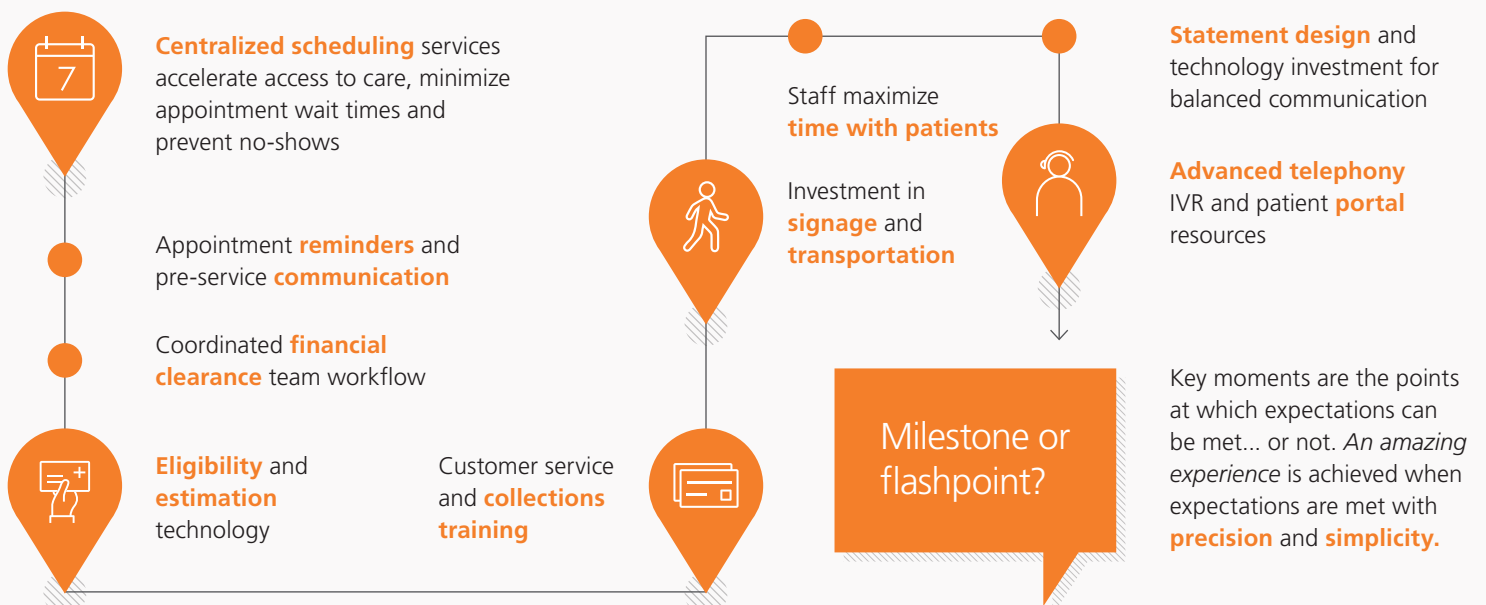 7
Centralized scheduling services
accelerate access to care, minimize
appointment wait times and
prevent no-shows
Appointment reminders and
pre-service communication
Coordinated financial
clearance team workflow
Eligibility and
estimation
technology
Customer service
and collections
training
Staff maximize
time with patients
Investment in
signage and
transportation
Statement design and
technology investment for
balanced communication
Advanced telephony
IVR and patient portal
resources
Milestone or
flashpoint?
Key moments are the points
at which expectations can
be met... or not. An amazing
experience is achieved when
expectations are met with
precision and simplicity.